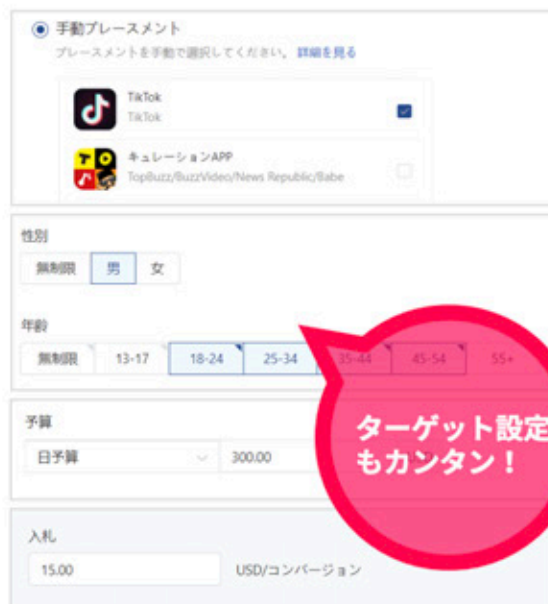 手動プレースメント
プレースメントを手動で選択してください。 詳細を見る
TikTok
TikTok
キュレーションAPP
TopBuzz/BuzzVideo/News Republic/Babe
性別
無制限 男 女
年齢
無制限 13-17 18-24 25-34 35-44 45-54 55+
ターゲット設定
もカンタン！
予算
日予算 300.00
入札
15.00 USD/コンバージョン